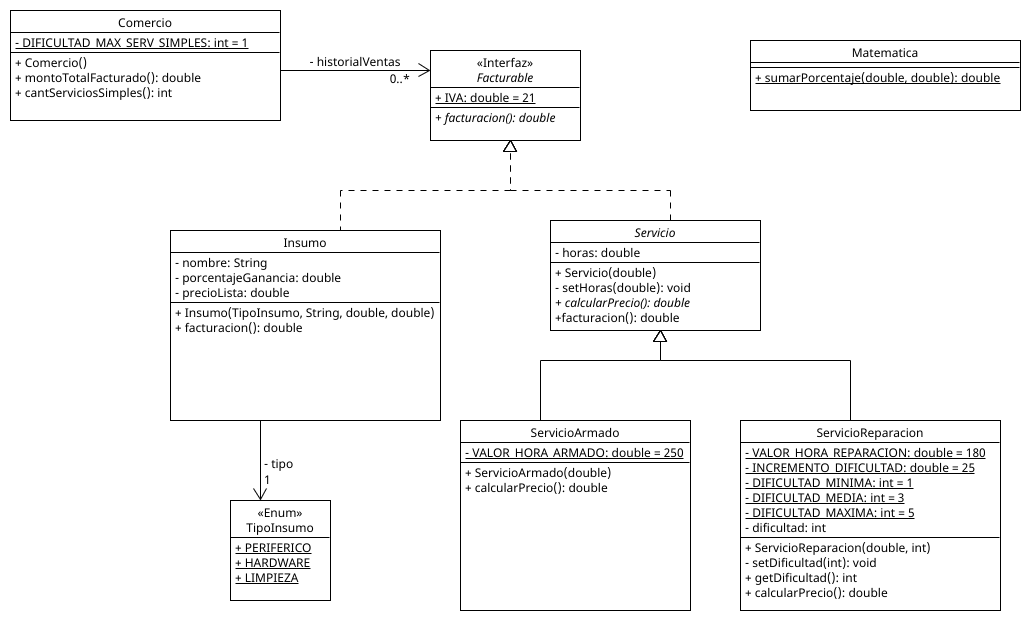 Comercio
- DIFICULTAD_MAX_SERV_SIMPLES: int = 1
+ Comercio()
+ montoTotalFacturado(): double
+ cantServiciosSimples(): int
- historialVentas
0..*
«Interfaz»
Facturable
+ IVA: double = 21
+ facturacion(): double
Matematica
+ sumarPorcentaje(double, double): double
Insumo
- nombre: String
- porcentajeGanancia: double
- precioLista: double
+ Insumo(TipoInsumo, String, double, double)
+ facturacion(): double
Servicio
- horas: double
+ Servicio(double)
- setHoras(double): void
+ calcularPrecio(): double
+facturacion(): double
- tipo
1
«Enum»
TipoInsumo
+ PERIFERICO
+ HARDWARE
+ LIMPIEZA
ServicioArmado
- VALOR_HORA_ARMADO: double = 250
+ ServicioArmado(double)
+ calcularPrecio(): double
ServicioReparacion
- VALOR_HORA_REPARACION: double = 180
- INCREMENTO_DIFICULTAD: double = 25
- DIFICULTAD_MINIMA: int = 1
- DIFICULTAD_MEDIA: int = 3
- DIFICULTAD_MAXIMA: int = 5
- dificultad: int
+ ServicioReparacion(double, int)
- setDificultad(int): void
+ getDificultad(): int
+ calcularPrecio(): double